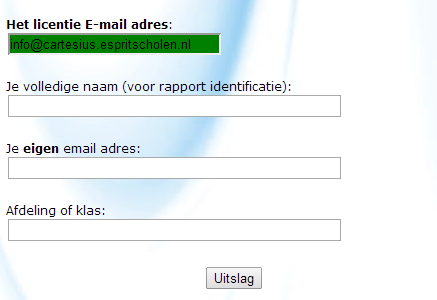 Het licentie E-mail adres:
info@cartesius.espritscholen.nl
Je volledige naam (voor rapport identificatie):
Je eigen email adres:
Afdeling of klas:
Uitslag